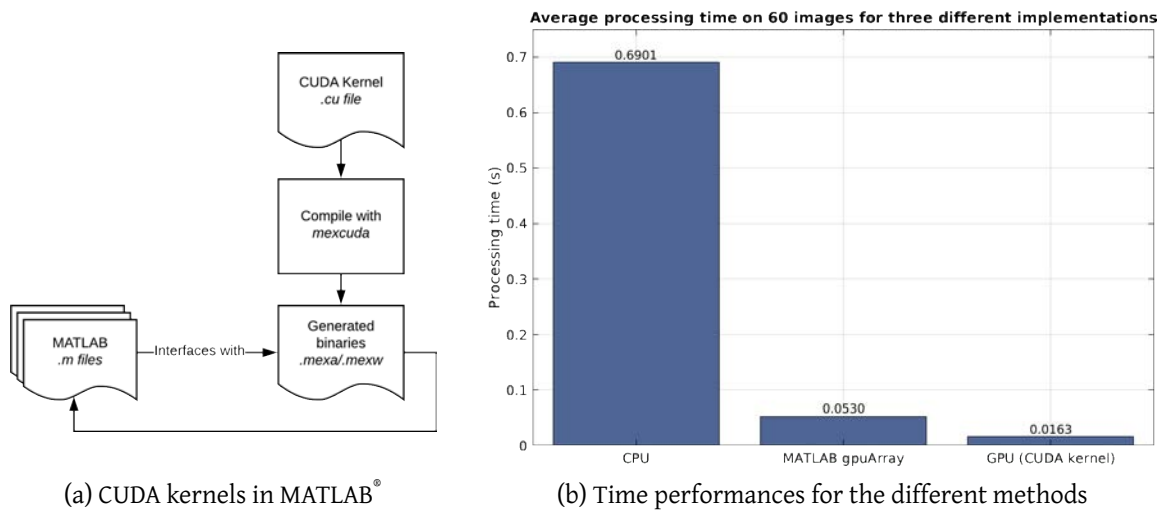 CUDA Kernel
.cu file
Compile with
mexcuda
MATLAB
.m files
Interfaces with
Generated
binaries
.mexa/.mexw
(a) CUDA kernels in MATLAB®
Average processing time on 60 images for three different implementations
Processing time (s)
0.7
0.6
0.5
0.4
0.3
0.2
0.1
0
0.6901
0.0530
0.0163
CPU
MATLAB gpuArray
GPU (CUDA kernel)
(b) Time performances for the different methods